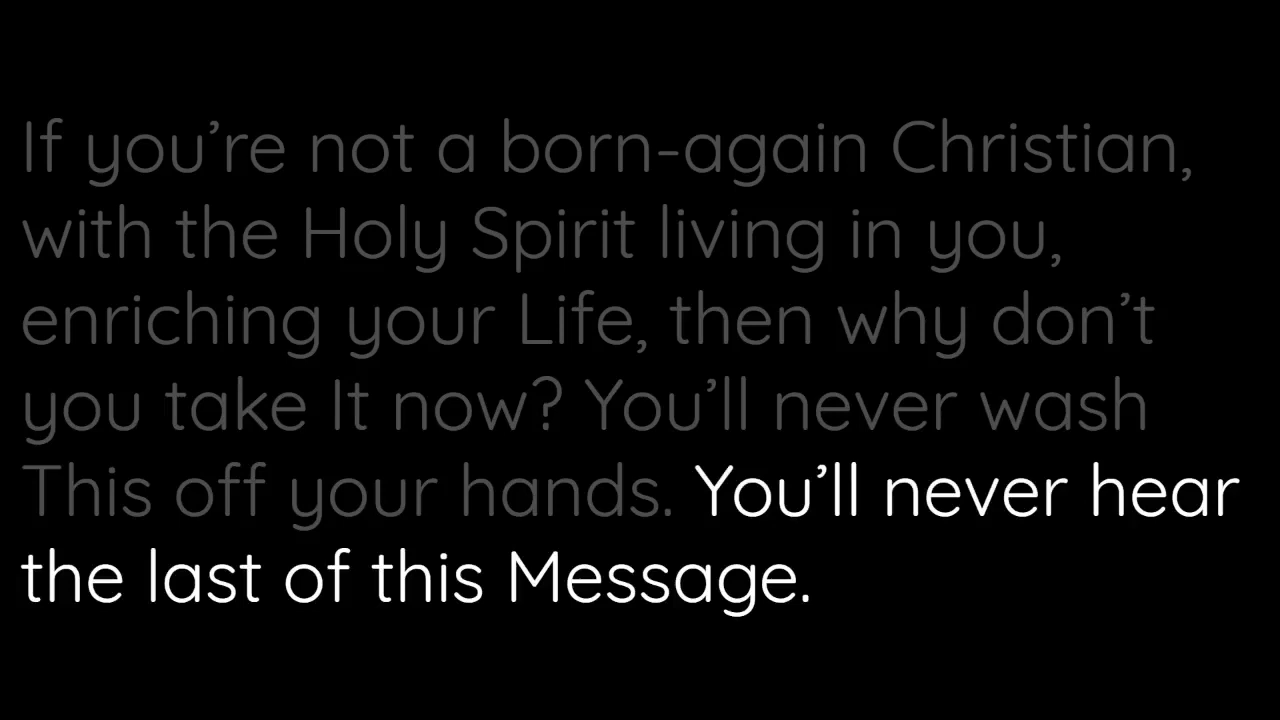 If you’re not a born-again Christian,
with the Holy Spirit living in you,
enriching your Life, then why don’t
you take It now? You’ll never wash
This off your hands. You’ll never hear
the last of this Message.